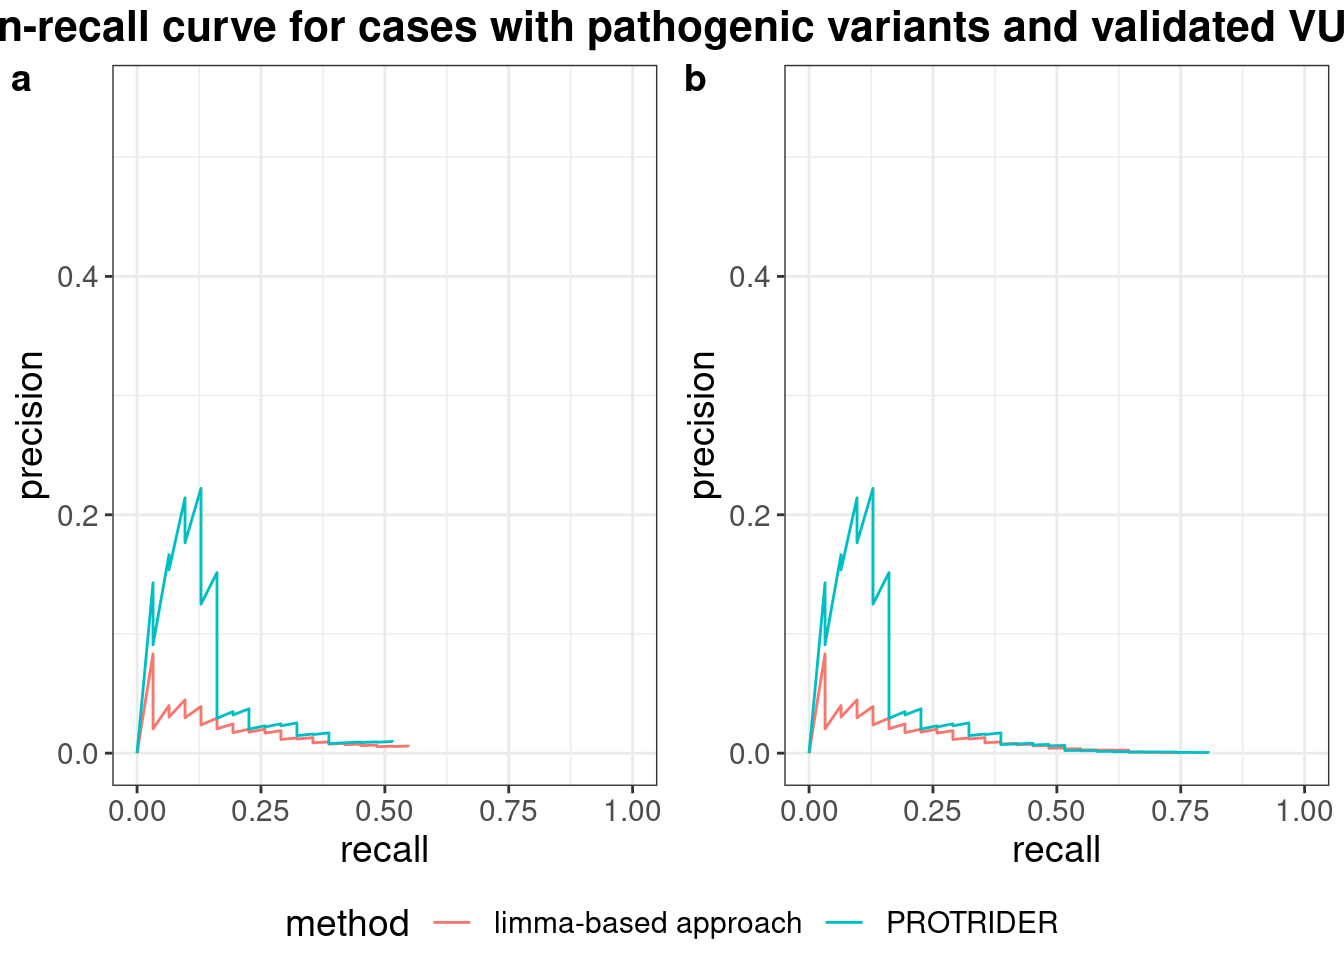 n-recall curve for cases with pathogenic variants and validated VU
a
b
0.4
0.2
0.0
precision
0.00 0.25 0.50 0.75 1.00
recall
0.4
0.2
0.0
precision
0.00 0.25 0.50 0.75 1.00
recall
method limma-based approach PROTRIDER